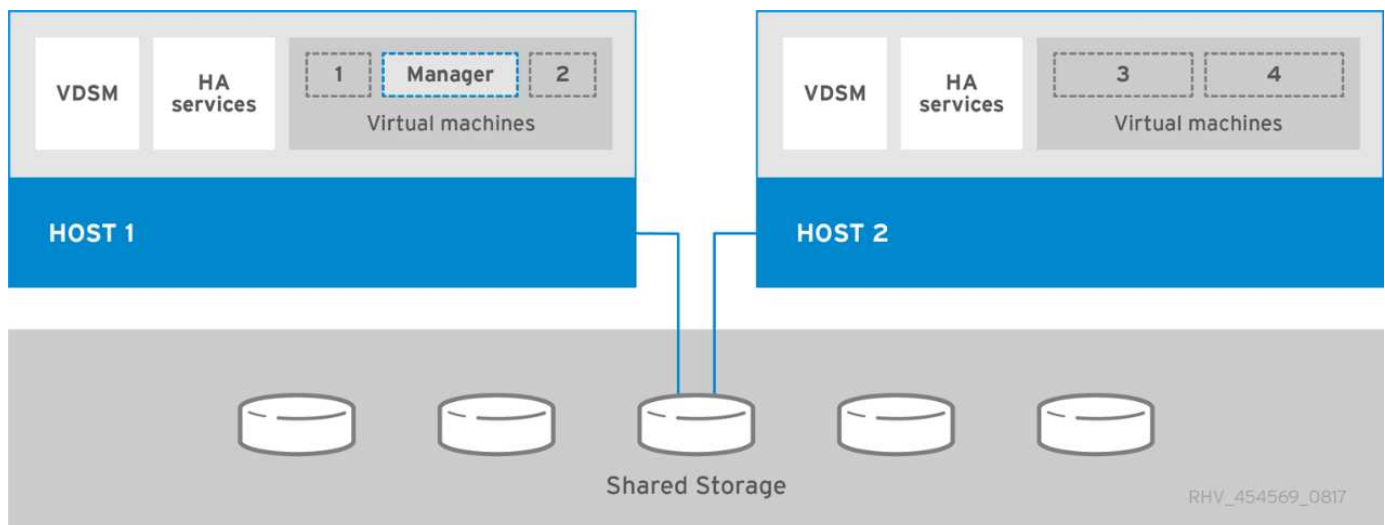 VDSM
HA
services
1
Manager
2
Virtual machines
HOST 1
VDSM
HA
services
3
4
Virtual machines
HOST 2
Shared Storage
RHV_454569_0817